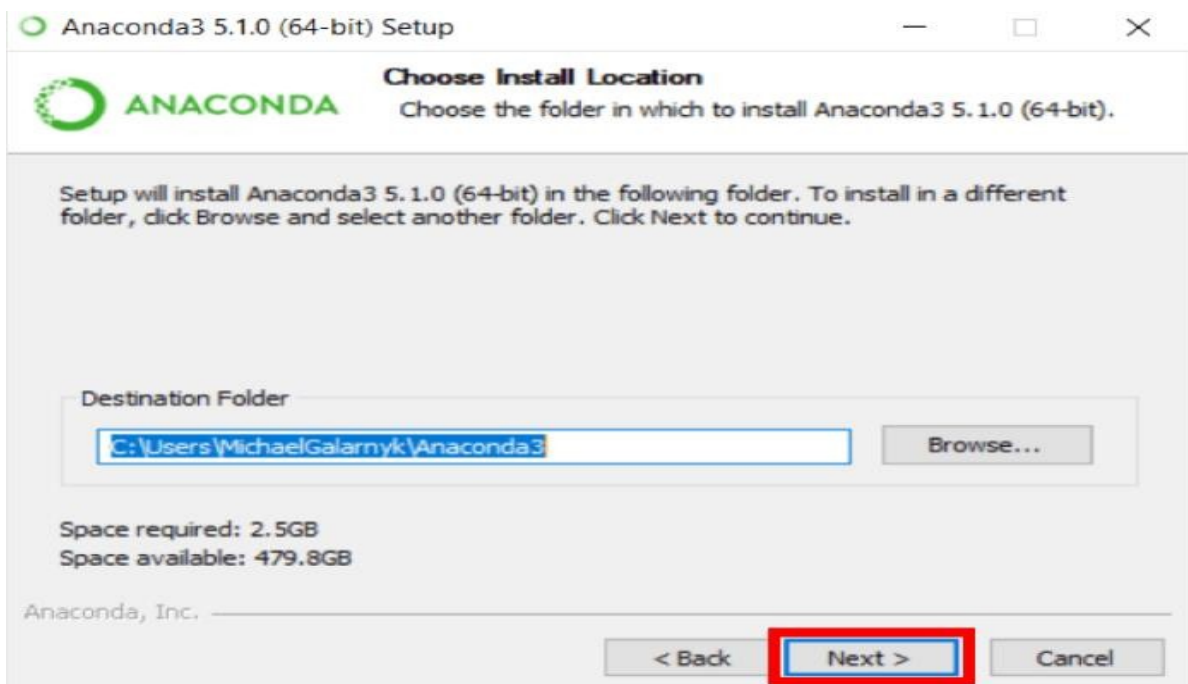 Anaconda3 5.1.0 (64-bit) Setup
ANACONDA
Choose Install Location
Choose the folder in which to install Anaconda3 5.1.0 (64-bit).
Setup will install Anaconda3 5.1.0 (64-bit) in the following folder. To install in a different
folder, click Browse and select another folder. Click Next to continue.
Destination Folder
C:\Users\MichaelGalarnyk\Anaconda3
Browse...
Space required: 2.5GB
Space available: 479.8GB
Anaconda, Inc.
< Back
Next >
Cancel